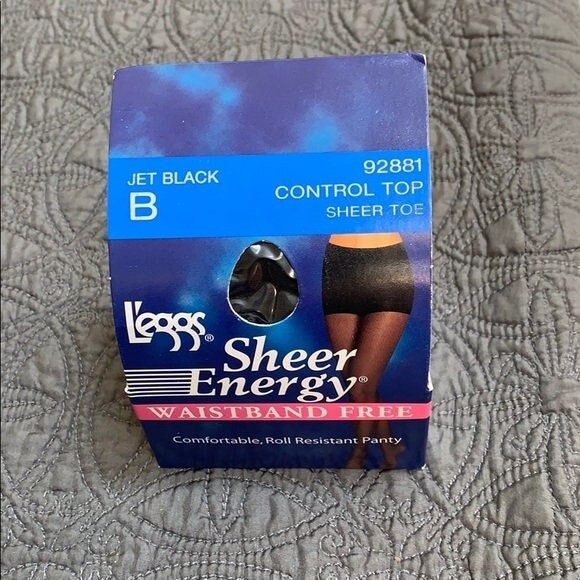 JET BLACK
B
92881
CONTROL TOP
SHEER TOE
L'eggs®
Sheer
Energy®
WAISTBAND FREE
Comfortable, Roll Resistant Panty